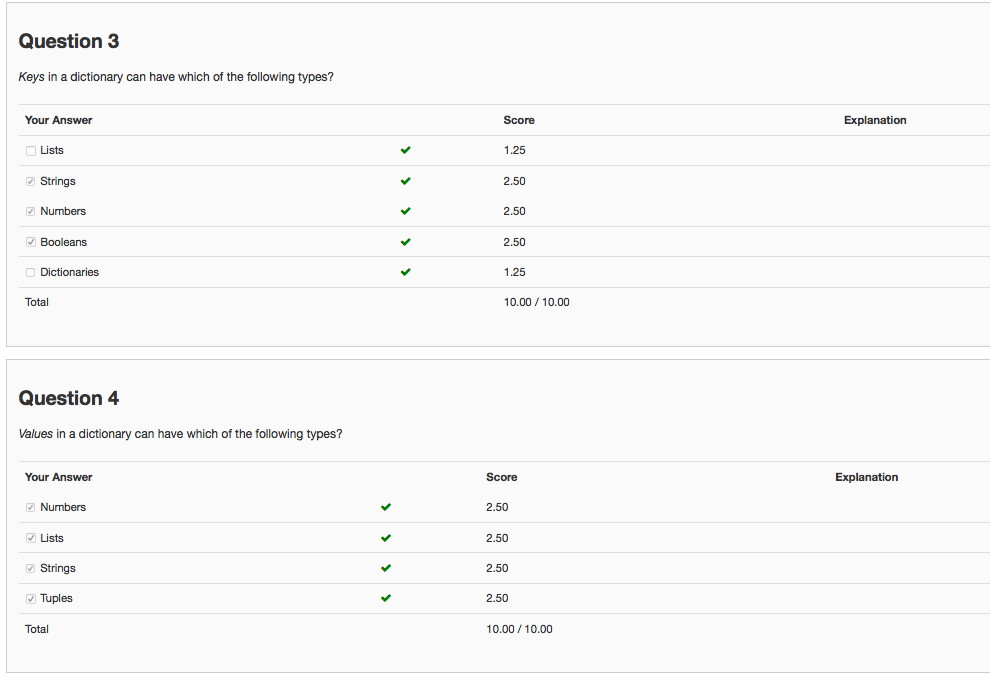 Question 3
Keys in a dictionary can have which of the following types?
Your Answer Score Explanation
Lists 1.25
Strings 2.50
Numbers 2.50
Booleans 2.50
Dictionaries 1.25
Total 10.00 / 10.00
Question 4
Values in a dictionary can have which of the following types?
Your Answer Score Explanation
Numbers 2.50
Lists 2.50
Strings 2.50
Tuples 2.50
Total 10.00 / 10.00